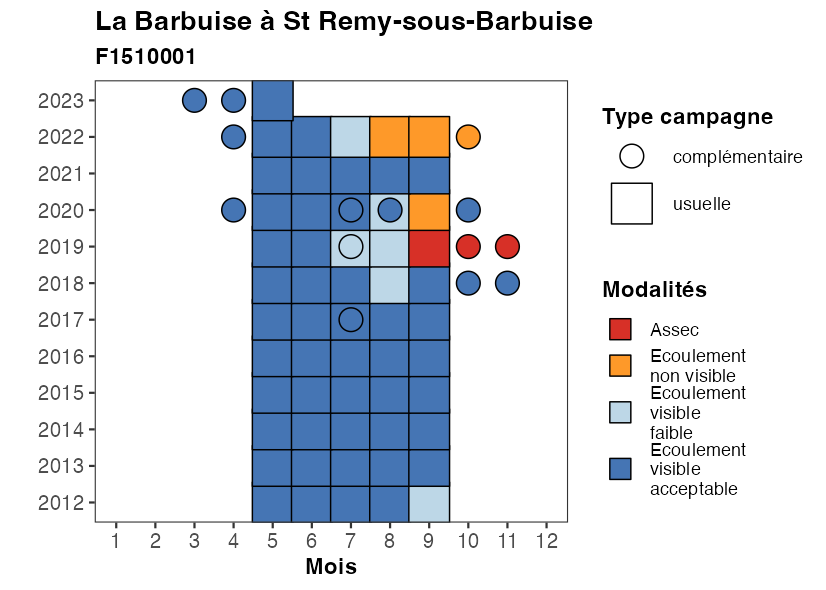 La Barbuise à St Remy-sous-Barbuise
F1510001
2023
2022
2021
2020
2019
2018
2017
2016
2015
2014
2013
2012
1 2 3 4 5 6 7 8 9 10 11 12
Mois
Type campagne
complémentaire
usuelle
Modalités
Assec
Ecoulement
non visible
Ecoulement
visible
faible
Ecoulement
visible
acceptable